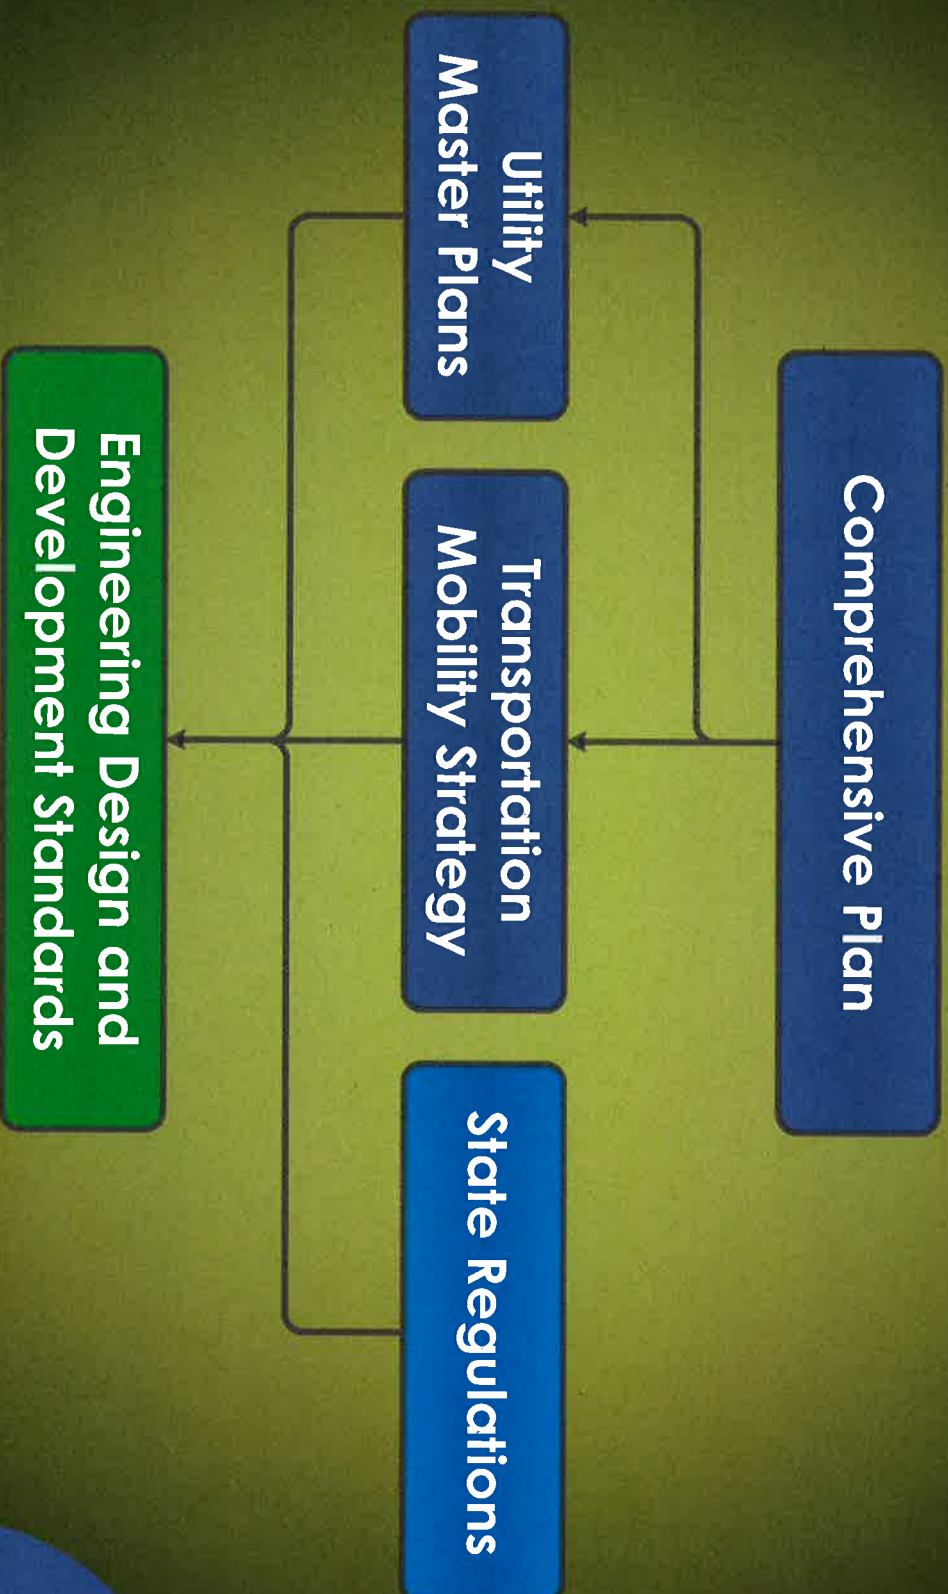 Comprehensive Plan
Utility
Master Plans
Transportation
Mobility Strategy
State Regulations
Engineering Design and
Development Standards